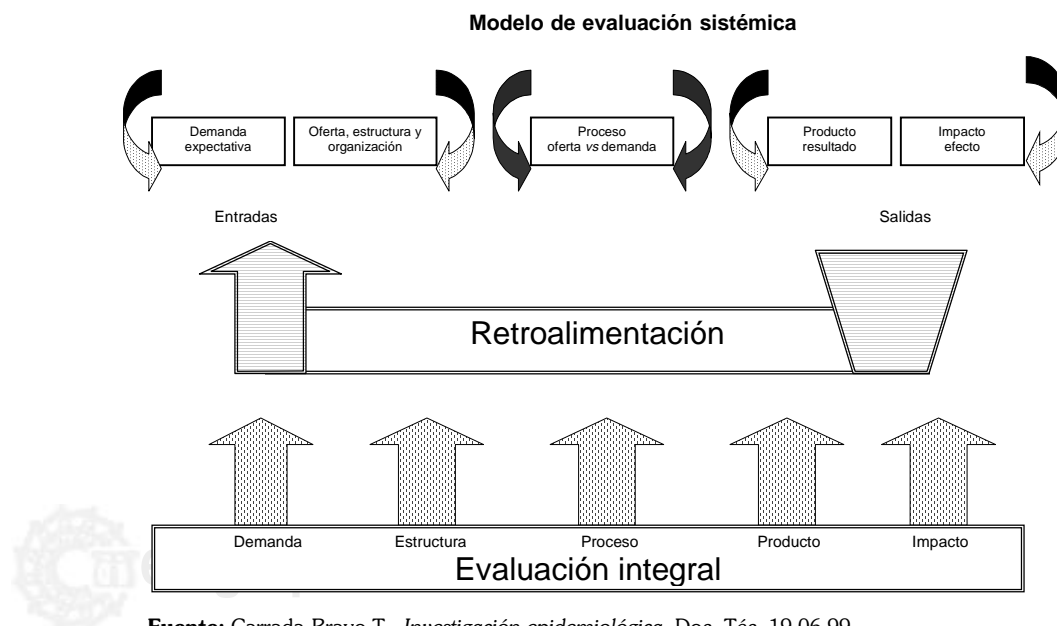 Modelo de evaluación sistémica
Demanda
expectativa
Oferta, estructura y
organización
Proceso
oferta vs demanda
Producto
resultado
Impacto
efecto
Entradas
Salidas
Retroalimentación
Demanda
Estructura
Proceso
Producto
Impacto
Evaluación integral
Fuente: Carrada Bravo T., Investigación epidemiológica. Doc. Téc. 19.06.99